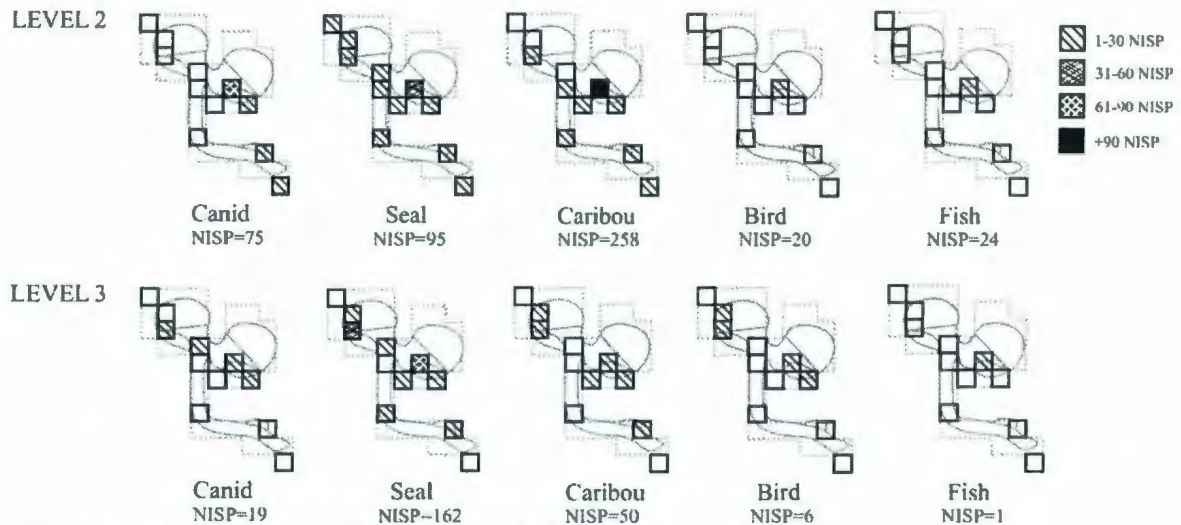 LEVEL 2
1-30 NISP
31-60 NISP
61-90 NISP
+90 NISP
Canid
NISP=75
Seal
NISP=95
Caribou
NISP=258
Bird
NISP=20
Fish
NISP=24
LEVEL 3
Canid
NISP=19
Seal
NISP=162
Caribou
NISP=50
Bird
NISP=6
Fish
NISP=1